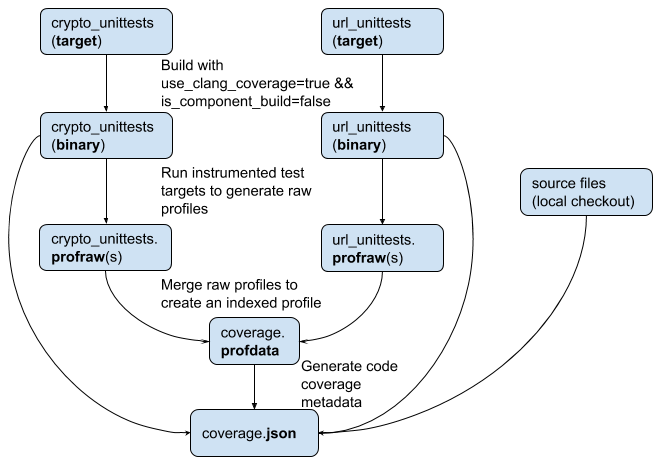 crypto_unittests
(target)
url_unittests
(target)
Build with
use_clang_coverage=true &&
is_component_build=false
crypto_unittests
(binary)
url_unittests
(binary)
Run instrumented test
targets to generate raw
profiles
source files
(local checkout)
crypto_unittests.
profraw(s)
url_unittests.
profraw(s)
Merge raw profiles to
create an indexed profile
coverage.
profdata
Generate code
coverage
metadata
coverage.json